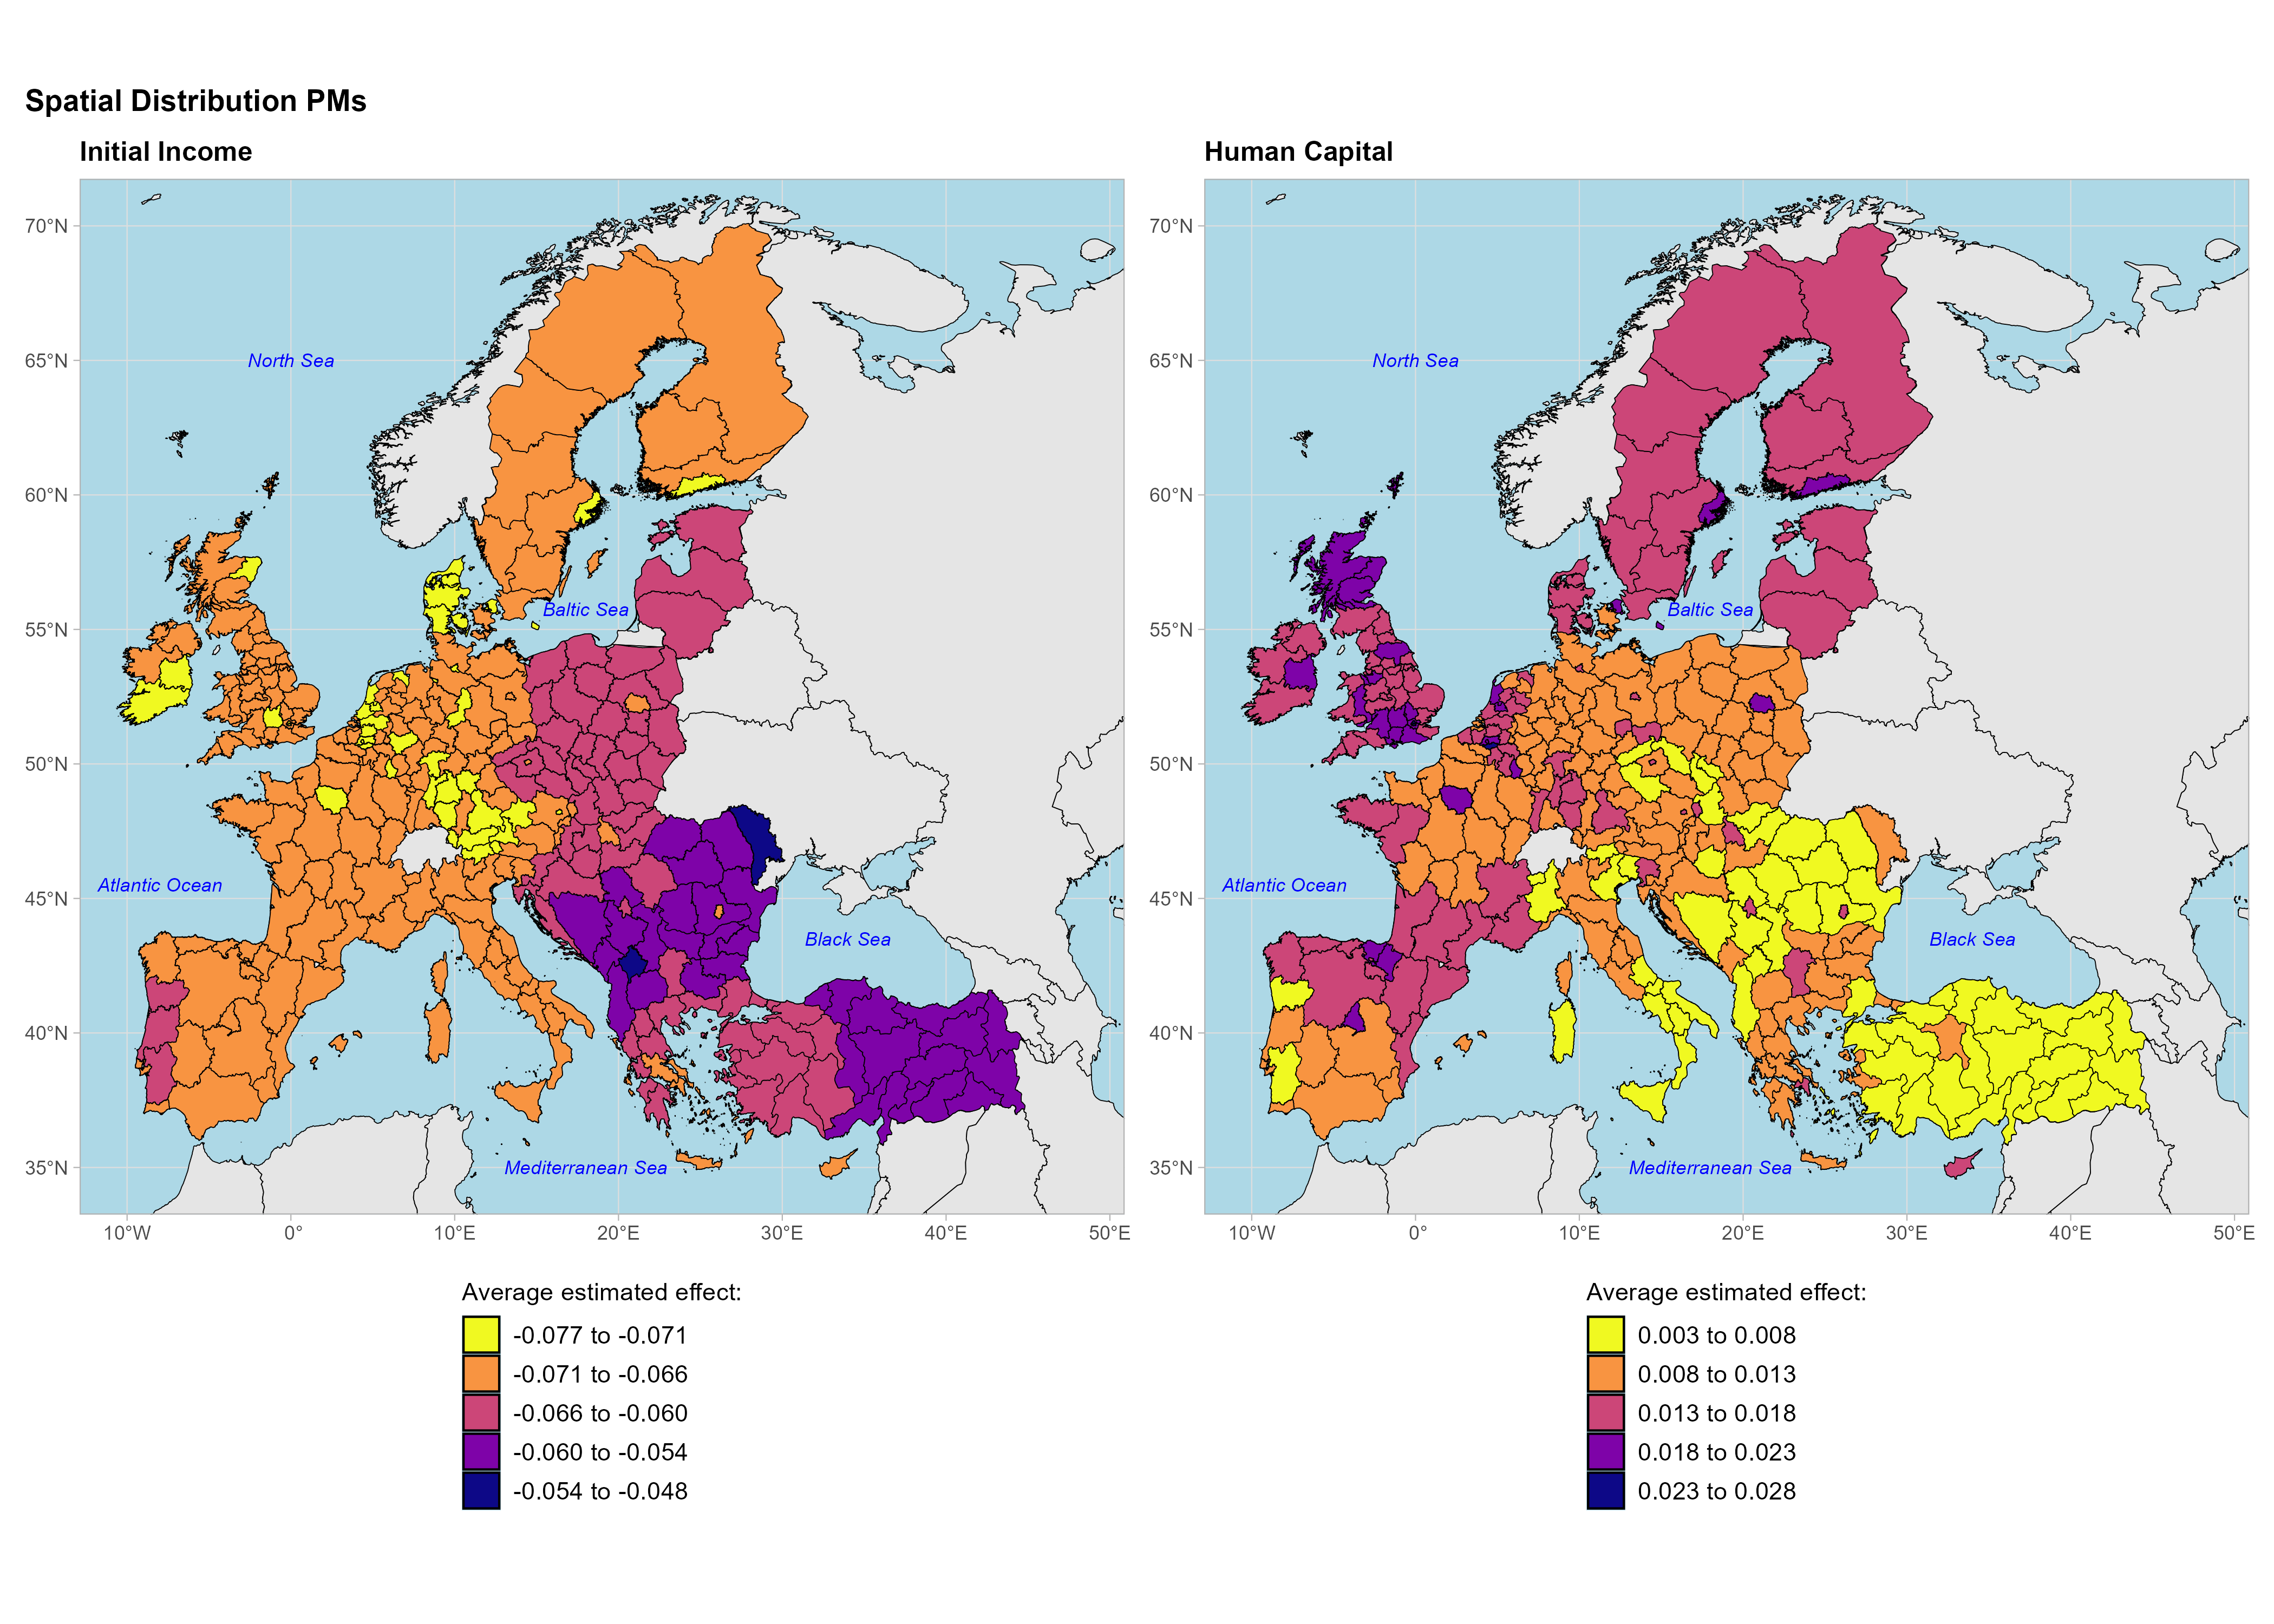 Spatial Distribution PMs
Initial Income
70°N
65°N
60°N
55°N
50°N
45°N
40°N
35°N
North Sea
Baltic Sea
Atlantic Ocean
Black Sea
Mediterranean Sea
10°W
0°
10°E
20°E
30°E
40°E
50°E
Average estimated effect:
-0.077 to -0.071
-0.071 to -0.066
-0.066 to -0.060
-0.060 to -0.054
-0.054 to -0.048
Human Capital
70°N
65°N
60°N
55°N
50°N
45°N
40°N
35°N
North Sea
Baltic Sea
Atlantic Ocean
Black Sea
Mediterranean Sea
10°W
0°
10°E
20°E
30°E
40°E
50°E
Average estimated effect:
0.003 to 0.008
0.008 to 0.013
0.013 to 0.018
0.018 to 0.023
0.023 to 0.028